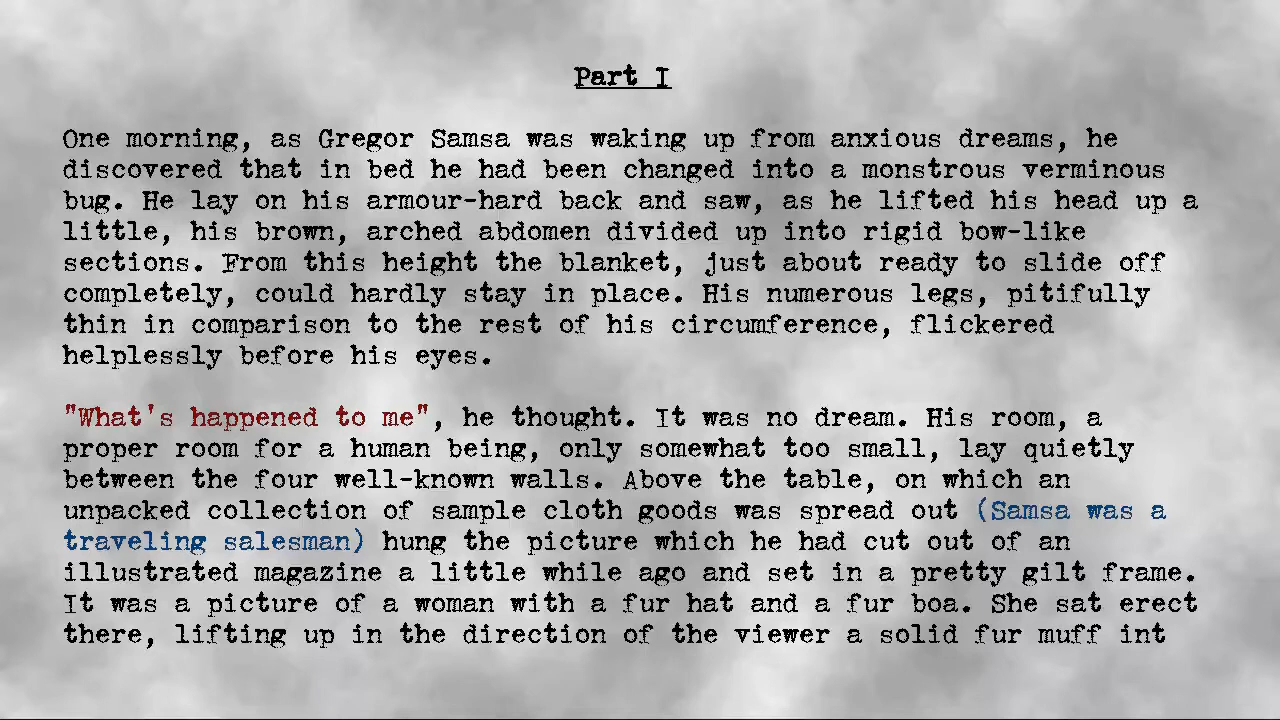 Part I
One morning, as Gregor Samsa was waking up from anxious dreams, he
discovered that in bed he had been changed into a monstrous verminous
bug. He lay on his armour-hard back and saw, as he lifted his head up a
little, his brown, arched abdomen divided up into rigid bow-like
sections. From this height the blanket, just about ready to slide off
completely, could hardly stay in place. His numerous legs, pitifully
thin in comparison to the rest of his circumference, flickered
helplessly before his eyes.
"What's happened to me", he thought. It was no dream. His room, a
proper room for a human being, only somewhat too small, lay quietly
between the four well-known walls. Above the table, on which an
unpacked collection of sample cloth goods was spread out (Samsa was a
traveling salesman) hung the picture which he had cut out of an
illustrated magazine a little while ago and set in a pretty gilt frame.
It was a picture of a woman with a fur hat and a fur boa. She sat erect
there, lifting up in the direction of the viewer a solid fur muff int